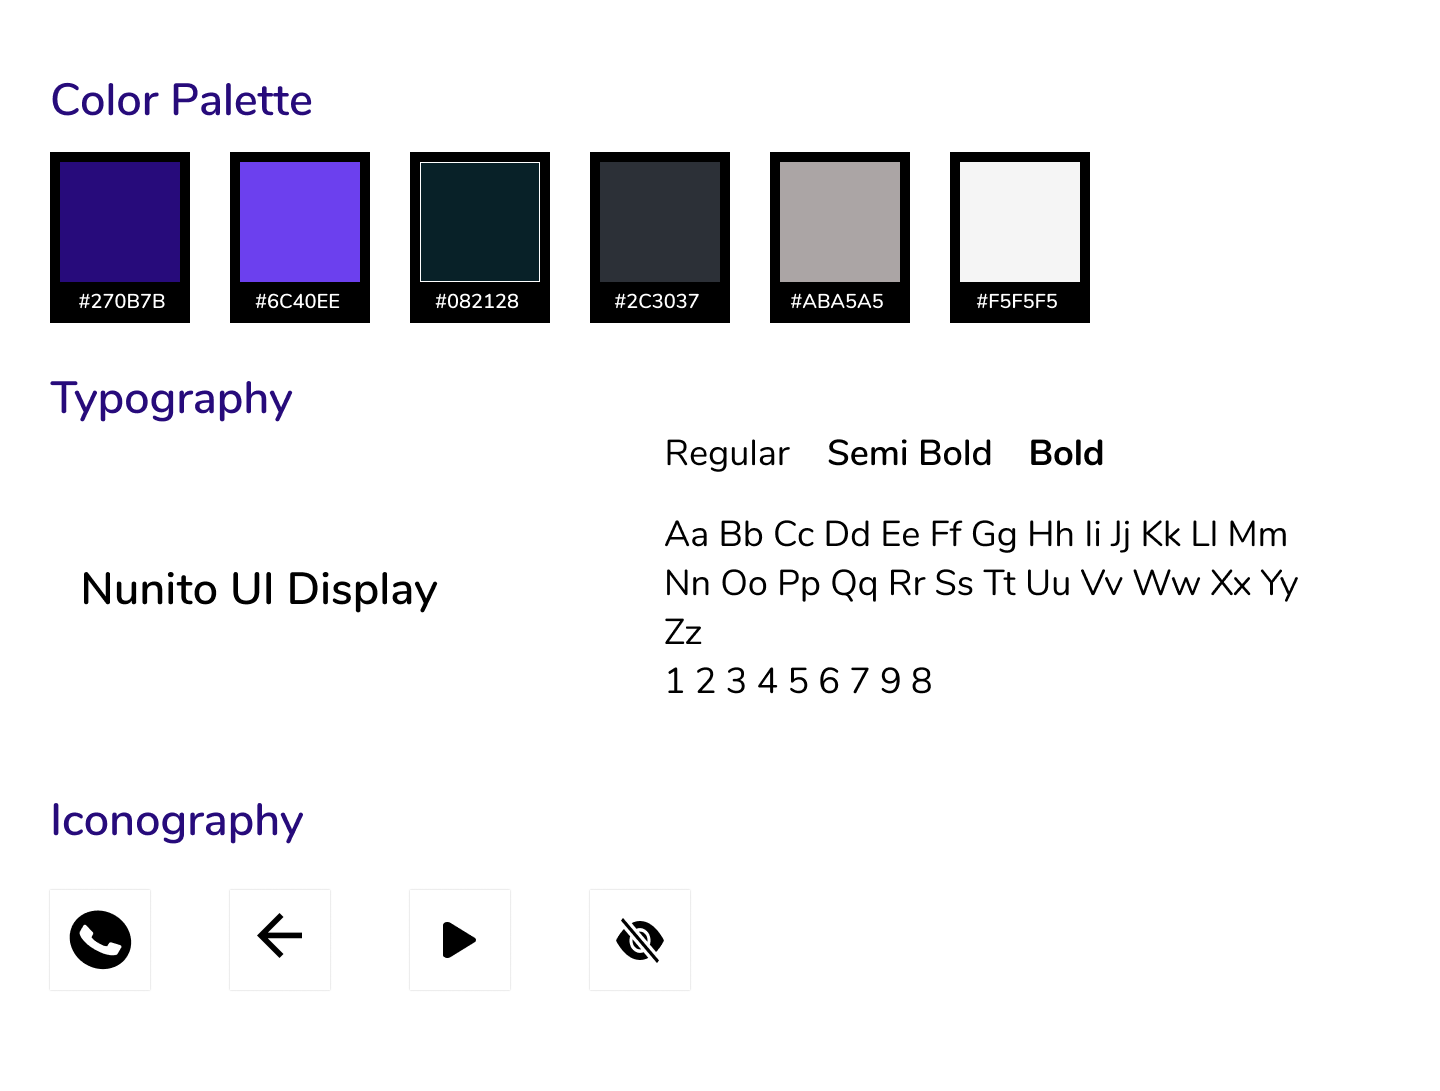 Color Palette
#270B7B #6C40EE #082128 #2C3037 #ABA5A5 #F5F5F5
Typography
Regular Semi Bold Bold
Aa Bb Cc Dd Ee Ff Gg Hh Ii Jj Kk Ll Mm
Nn Oo Pp Qq Rr Ss Tt Uu Vv Ww Xx Yy
Zz
1 2 3 4 5 6 7 9 8
Nunito UI Display
Iconography